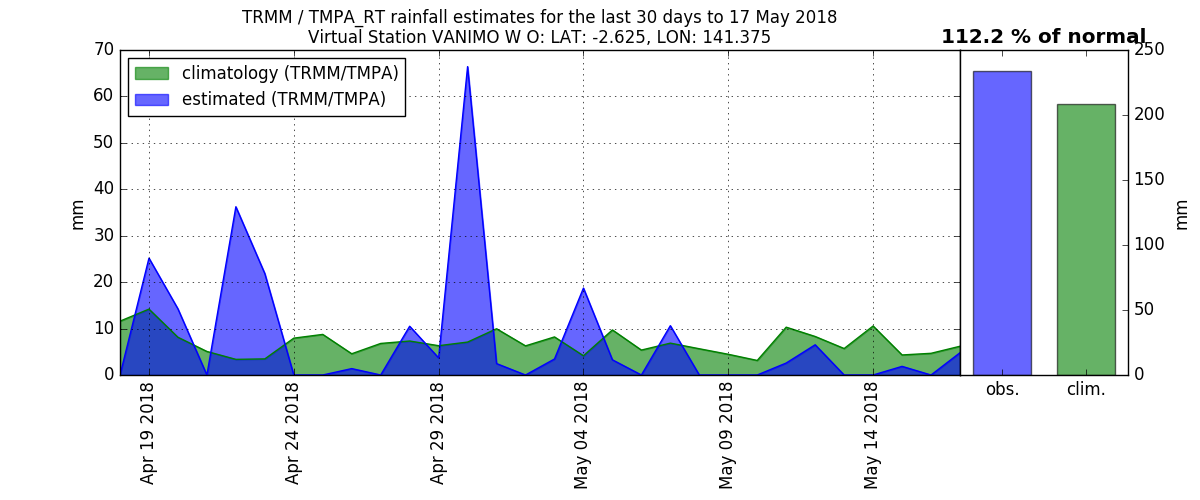 TRMM / TMPA_RT rainfall estimates for the last 30 days to 17 May 2018
Virtual Station VANIMO W O: LAT: -2.625, LON: 141.375
112.2 % of normal
climatology (TRMM/TMPA)
estimated (TRMM/TMPA)
mm
70
60
50
40
30
20
10
0
Apr 19 2018
Apr 24 2018
Apr 29 2018
May 04 2018
May 09 2018
May 14 2018
obs.
clim.
250
200
150
100
50
0
mm